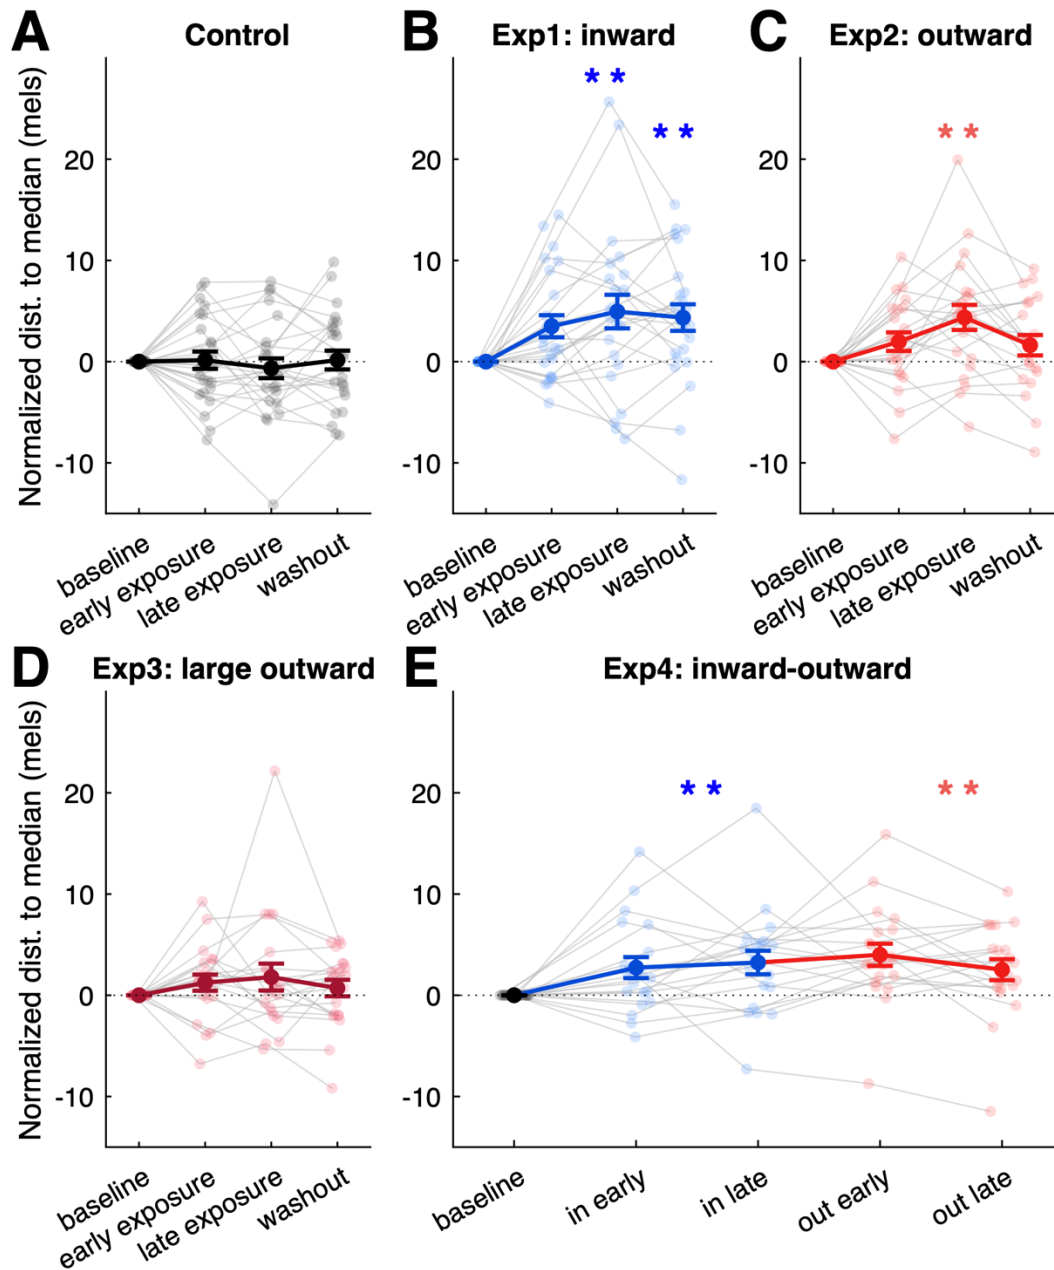 A Control
Normalized dist. to median (mels)
20
10
0
-10
baseline
early exposure
late exposure
washout
B Exp1: inward
* *
* *
20
10
0
-10
baseline
early exposure
late exposure
washout
C Exp2: outward
* *
20
10
0
-10
baseline
early exposure
late exposure
washout
D Exp3: large outward
Normalized dist. to median (mels)
20
10
0
-10
baseline
early exposure
late exposure
washout
E Exp4: inward-outward
* *
* *
20
10
0
-10
baseline
in early
in late
out early
out late